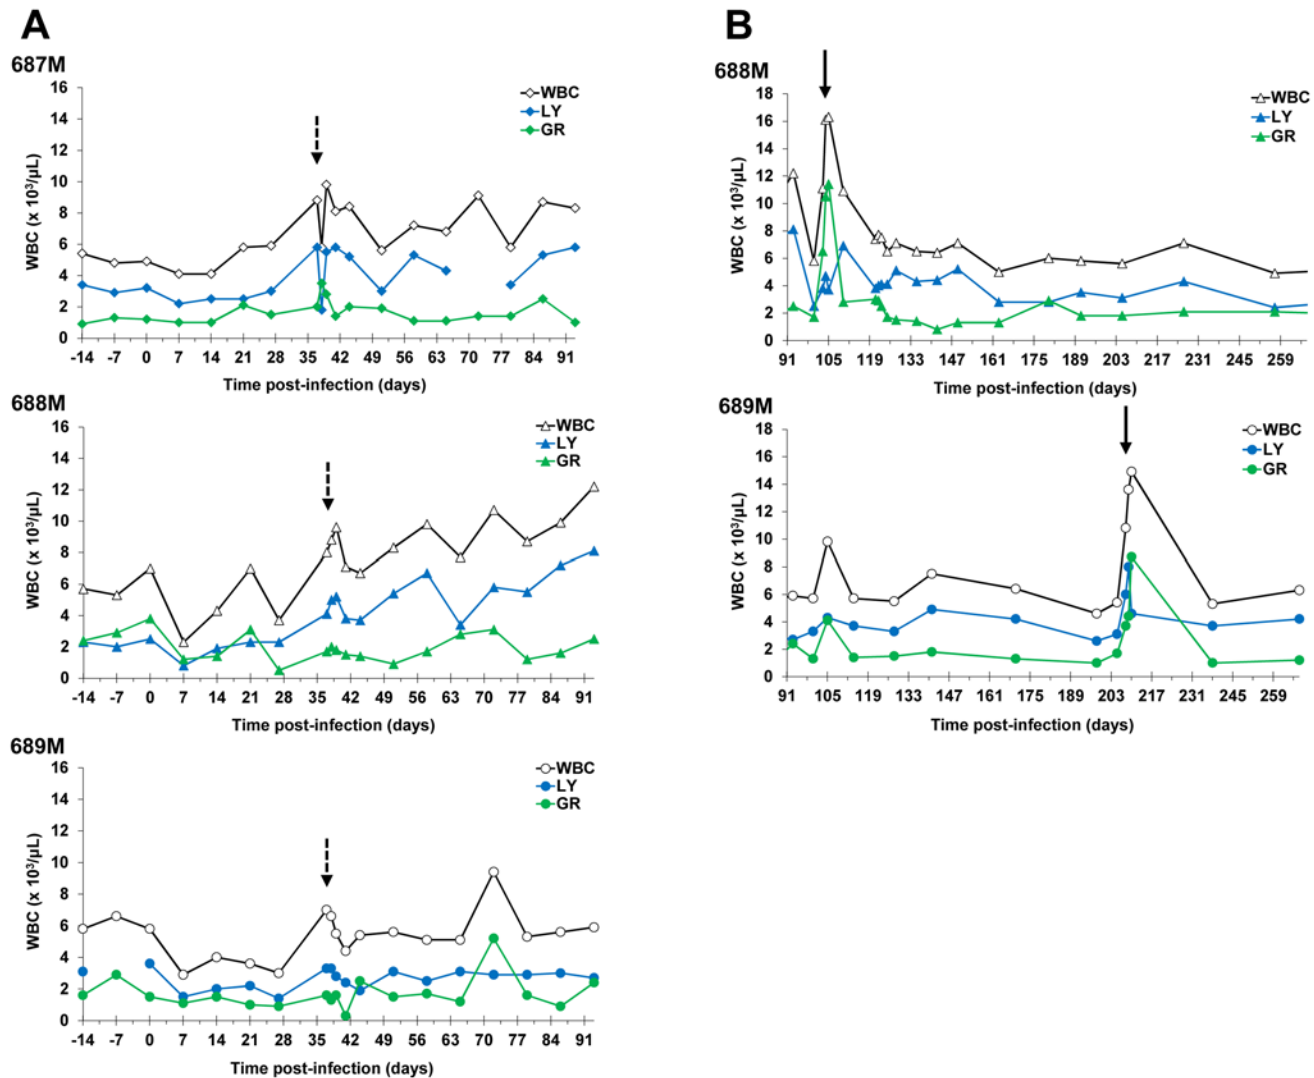 A
687M
16
14
12
10
8
6
4
2
0
WBC (x 10³/µL)
WBC
LY
GR
-14 -7 0 7 14 21 28 35 42 49 56 63 70 77 84 91
Time post-infection (days)
688M
16
14
12
10
8
6
4
2
0
WBC (x 10³/µL)
WBC
LY
GR
-14 -7 0 7 14 21 28 35 42 49 56 63 70 77 84 91
Time post-infection (days)
689M
16
14
12
10
8
6
4
2
0
WBC (x 10³/µL)
WBC
LY
GR
-14 -7 0 7 14 21 28 35 42 49 56 63 70 77 84 91
Time post-infection (days)
B
688M
18
16
14
12
10
8
6
4
2
0
WBC (x 10³/µL)
WBC
LY
GR
91 105 119 133 147 161 175 189 203 217 231 245 259
Time post-infection (days)
689M
18
16
14
12
10
8
6
4
2
0
WBC (x 10³/µL)
WBC
LY
GR
91 105 119 133 147 161 175 189 203 217 231 245 259
Time post-infection (days)